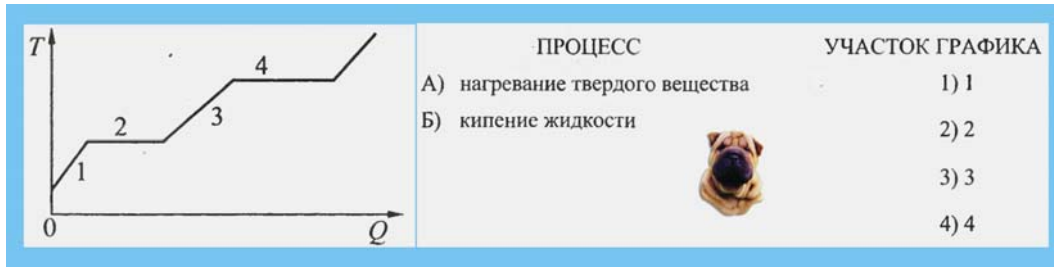 T
4
2
3
1
0
Q
ПРОЦЕСС
А) нагревание твердого вещества
Б) кипение жидкости
УЧАСТОК ГРАФИКА
1) 1
2) 2
3) 3
4) 4